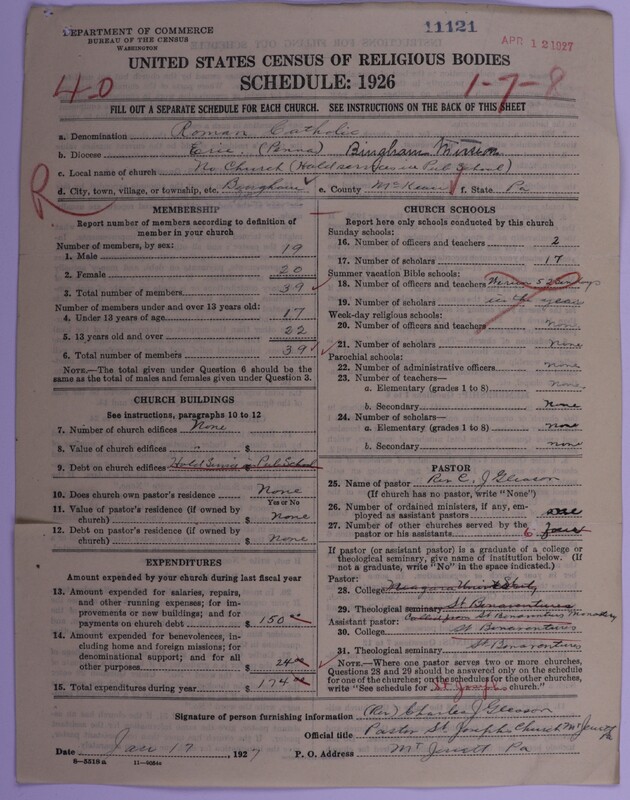 DEPARTMENT OF COMMERCE
BUREAU OF THE CENSUS
WASHINGTON
11121
APR 12 1927
UNITED STATES CENSUS OF RELIGIOUS BODIES
SCHEDULE: 1926
40
1-7-8
FILL OUT A SEPARATE SCHEDULE FOR EACH CHURCH. SEE INSTRUCTIONS ON THE BACK OF THIS SHEET
a. Denomination Roman Catholic
b. Diocese Erie (Penna) Bingham Mission
c. Local name of church No Church (Hold services in Pub School)
d. City, town, village, or township, etc. Bingham e. County McKean f. State Pa
R
MEMBERSHIP
Report number of members according to definition of member in your church
Number of members, by sex:
1. Male 19
2. Female 20
3. Total number of members 39
Number of members under and over 13 years old:
4. Under 13 years of age 17
5. 13 years old and over 22
6. Total number of members 39
NOTE.—The total given under Question 6 should be the same as the total of males and females given under Question 3.
CHURCH BUILDINGS
See instructions, paragraphs 10 to 12
7. Number of church edifices None
8. Value of church edifices " $
9. Debt on church edifices Hold Service in Pub School
10. Does church own pastor's residence None
Yes or No
11. Value of pastor's residence (if owned by church) $ None
12. Debt on pastor's residence (if owned by church) $ None
EXPENDITURES
Amount expended by your church during last fiscal year
13. Amount expended for salaries, repairs, and other running expenses; for improvements or new buildings; and for payments on church debt $ 150
14. Amount expended for benevolences, including home and foreign missions; for denominational support; and for all other purposes $ 24
15. Total expenditures during year $ 174
CHURCH SCHOOLS
Report here only schools conducted by this church
Sunday schools:
16. Number of officers and teachers 2
17. Number of scholars 17
Summer vacation Bible schools:
18. Number of officers and teachers
19. Number of scholars in the year
Week-day religious schools:
20. Number of officers and teachers none
21. Number of scholars none
Parochial schools:
22. Number of administrative officers none
23. Number of teachers—
a. Elementary (grades 1 to 8) none
b. Secondary none
24. Number of scholars—
a. Elementary (grades 1 to 8) none
b. Secondary none
PASTOR
25. Name of pastor Rev C. J Gleason
(If church has no pastor, write "None")
26. Number of ordained ministers, if any, employed as assistant pastors one
27. Number of other churches served by the pastor or his assistants 6 four
If pastor (or assistant pastor) is a graduate of a college or theological seminary, give name of institution below. (If not a graduate, write "No" in the space indicated.)
Pastor:
28. College Niagara University
29. Theological seminary St Bonaventures
Assistant pastor: Called from St Bonaventure Monastery
30. College St Bonaventures
31. Theological seminary St Bonaventures
NOTE.—Where one pastor serves two or more churches, Questions 28 and 29 should be answered only on the schedule for one of the churches; on the schedules for the other churches, write "See schedule for St Joseph church."
Signature of person furnishing information (Rev) Charles J Gleason
Official title Pastor St Josephs Church Mt Jewett Pa
Date Jan 17, 1927 P. O. Address Mt Jewett Pa